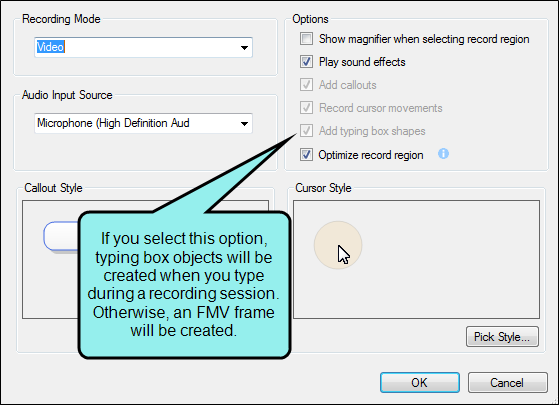 Recording Mode
Video
Audio Input Source
Microphone (High Definition Aud
Options
Show magnifier when selecting record region
Play sound effects
Add callouts
Record cursor movements
Add typing box shapes
Optimize record region
Callout Style
If you select this option,
typing box objects will be
created when you type
during a recording session.
Otherwise, an FMV frame
will be created.
Cursor Style
Pick Style...
OK
Cancel